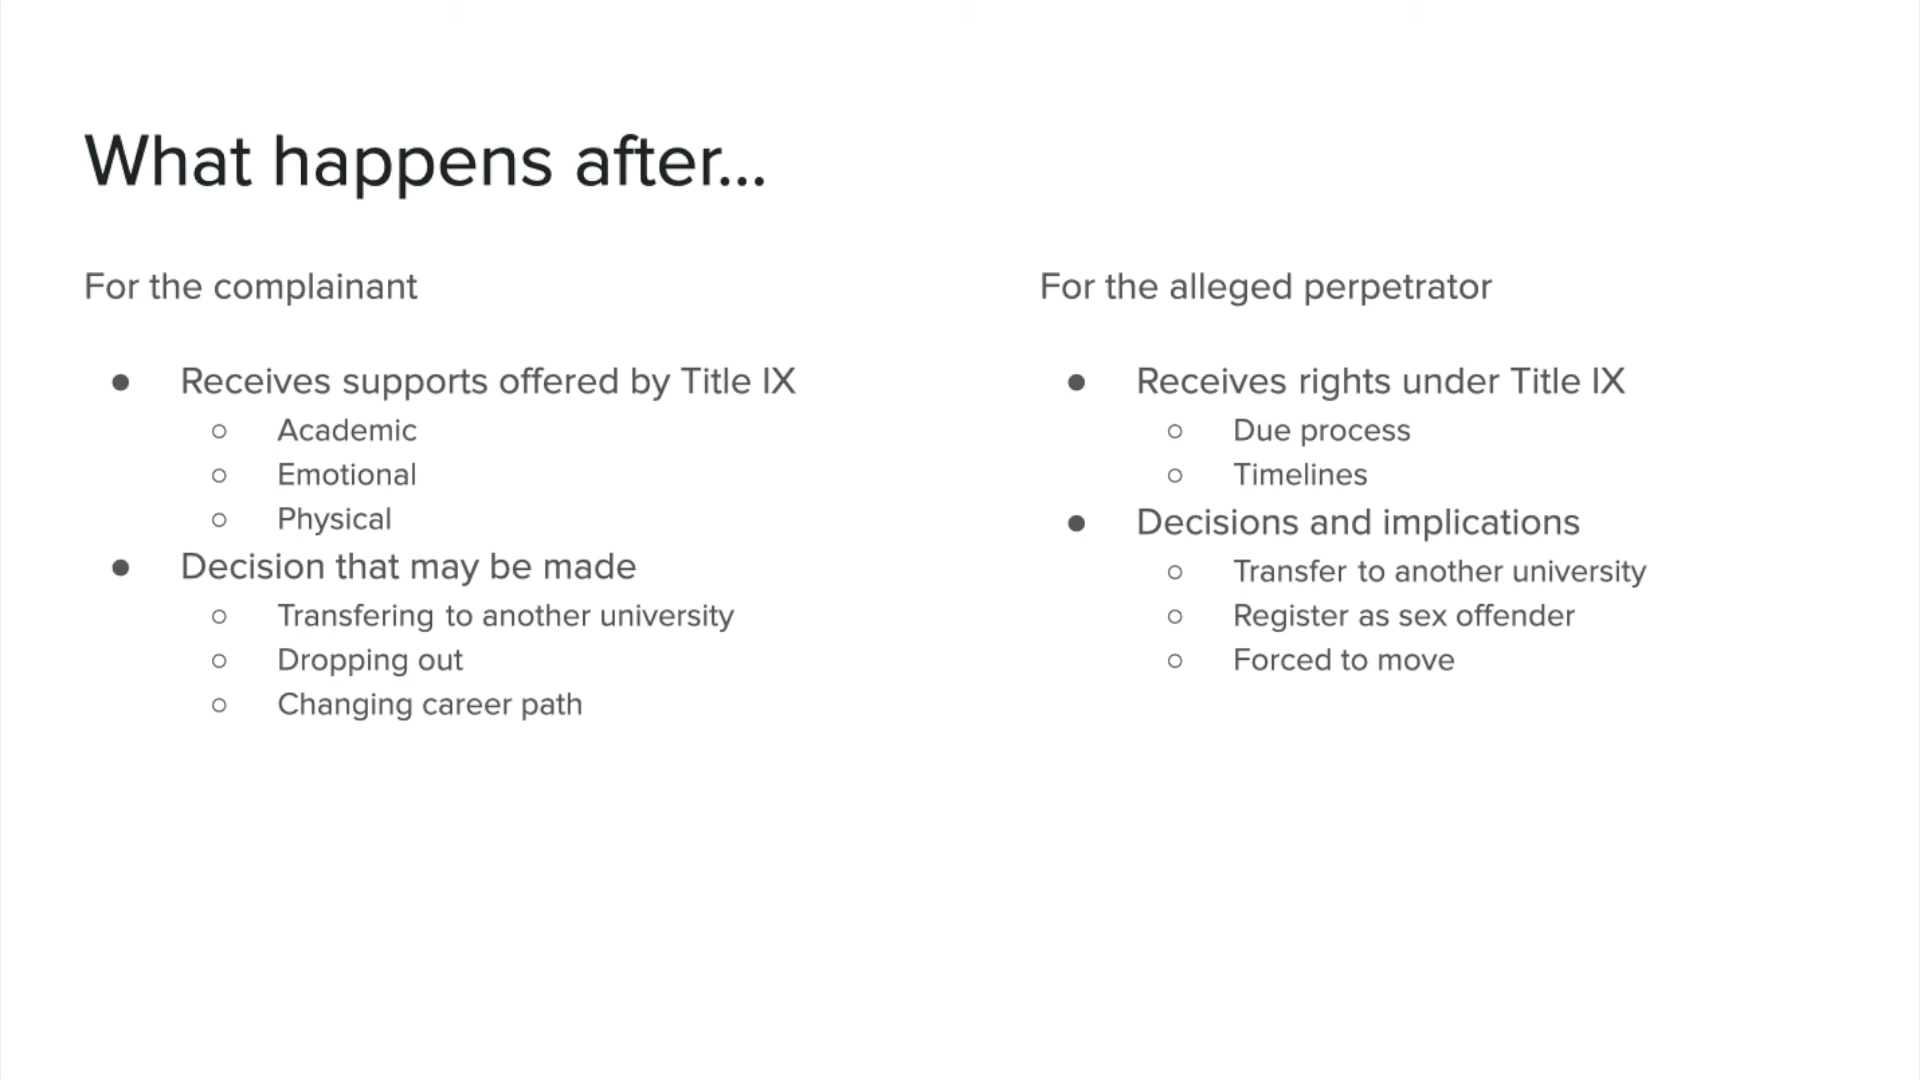 What happens after...
For the complainant
● Receives supports offered by Title IX
○ Academic
○ Emotional
○ Physical
● Decision that may be made
○ Transfering to another university
○ Dropping out
○ Changing career path
For the alleged perpetrator
● Receives rights under Title IX
○ Due process
○ Timelines
● Decisions and implications
○ Transfer to another university
○ Register as sex offender
○ Forced to move